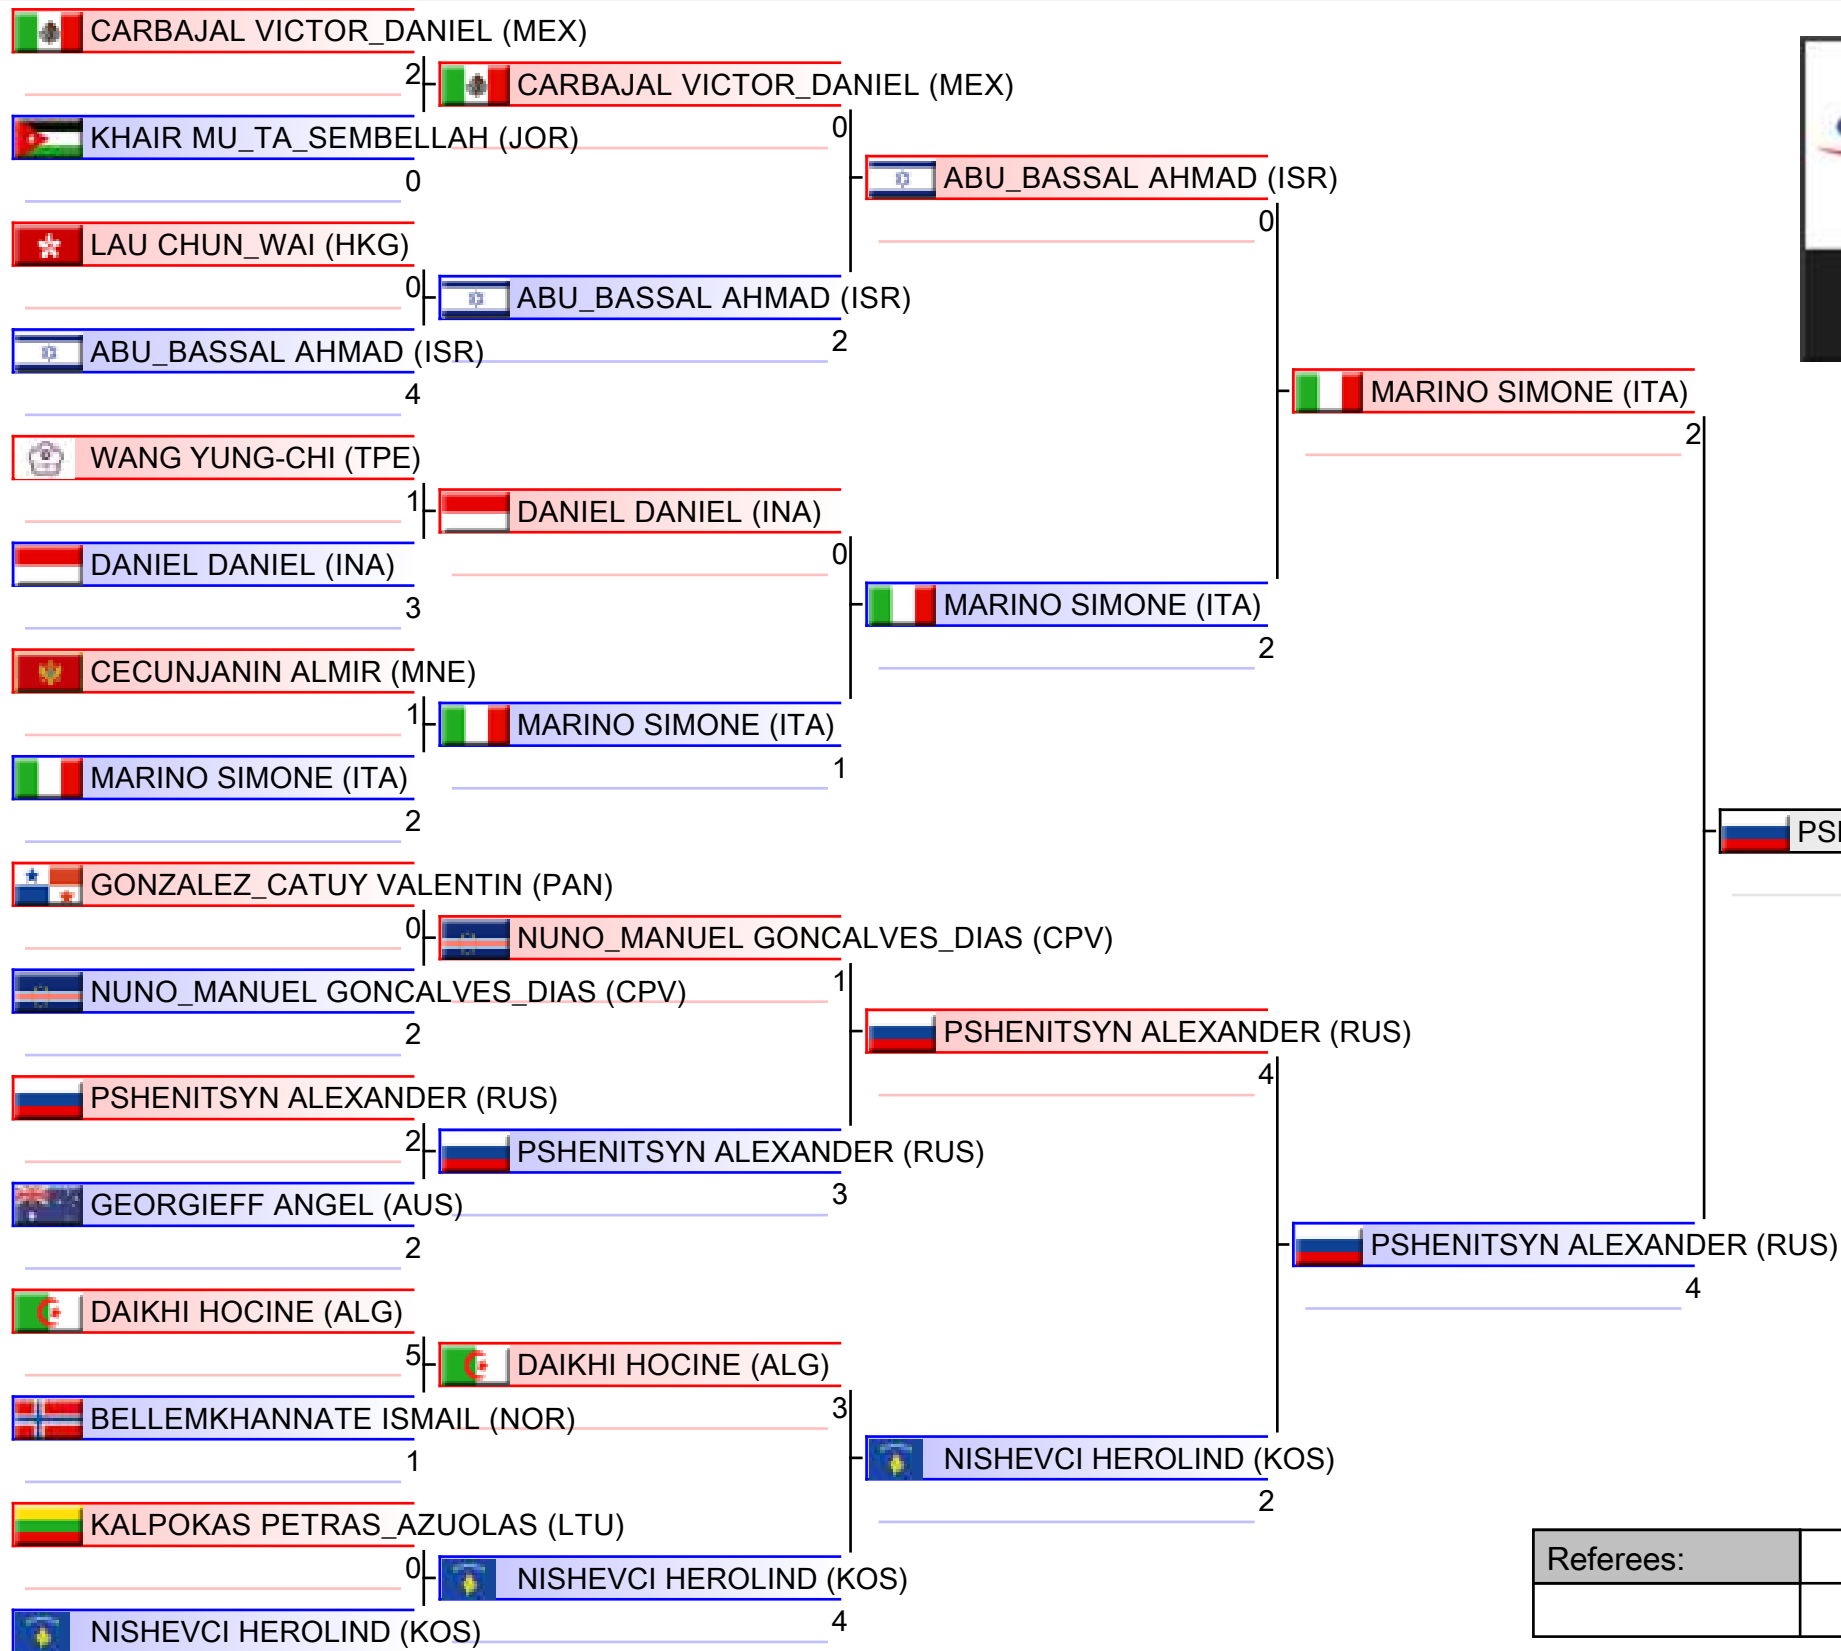 CARBAJAL VICTOR_DANIEL (MEX)
2
CARBAJAL VICTOR_DANIEL (MEX)
0
KHAIR MU_TA_SEMBELLAH (JOR)
0
ABU_BASSAL AHMAD (ISR)
0
LAU CHUN_WAI (HKG)
0
ABU_BASSAL AHMAD (ISR)
2
ABU_BASSAL AHMAD (ISR)
4
MARINO SIMONE (ITA)
2
WANG YUNG-CHI (TPE)
1
DANIEL DANIEL (INA)
0
DANIEL DANIEL (INA)
3
MARINO SIMONE (ITA)
2
CECUNJANIN ALMIR (MNE)
1
MARINO SIMONE (ITA)
1
MARINO SIMONE (ITA)
2
GONZALEZ_CATUY VALENTIN (PAN)
0
NUNO_MANUEL GONCALVES_DIAS (CPV)
1
NUNO_MANUEL GONCALVES_DIAS (CPV)
2
PSHENITSYN ALEXANDER (RUS)
4
PSHENITSYN ALEXANDER (RUS)
2
PSHENITSYN ALEXANDER (RUS)
3
GEORGIEFF ANGEL (AUS)
2
PSHENITSYN ALEXANDER (RUS)
4
DAIKHI HOCINE (ALG)
5
DAIKHI HOCINE (ALG)
3
BELLEMKHANNATE ISMAIL (NOR)
1
NISHEVCI HEROLIND (KOS)
2
KALPOKAS PETRAS_AZUOLAS (LTU)
0
NISHEVCI HEROLIND (KOS)
4
NISHEVCI HEROLIND (KOS)
Referees: